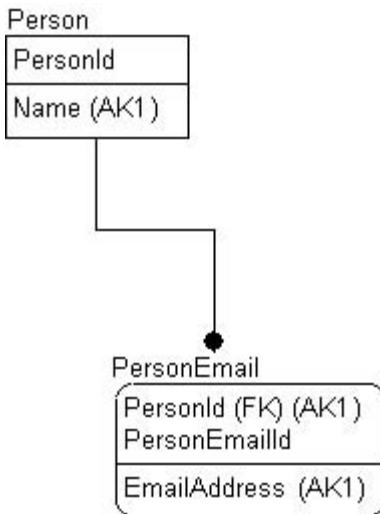 Person
PersonId
Name (AK1)
PersonEmail
PersonId (FK) (AK1)
PersonEmailId
EmailAddress (AK1)